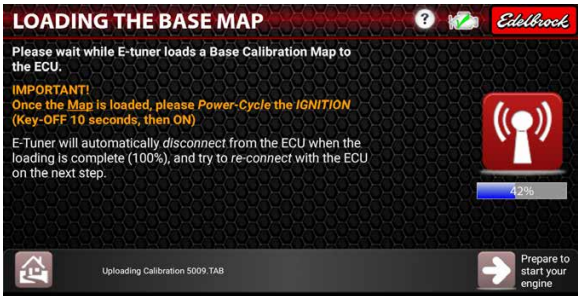 LOADING THE BASE MAP
?
Edelbrock
Please wait while E-tuner loads a Base Calibration Map to
the ECU.
IMPORTANT!
Once the Map is loaded, please Power-Cycle the IGNITION
(Key-OFF 10 seconds, then ON)
E-Tuner will automatically disconnect from the ECU when the
loading is complete (100%), and try to re-connect with the ECU
on the next step.
42%
Uploading Calibration 5009.TAB
Prepare to
start your
engine